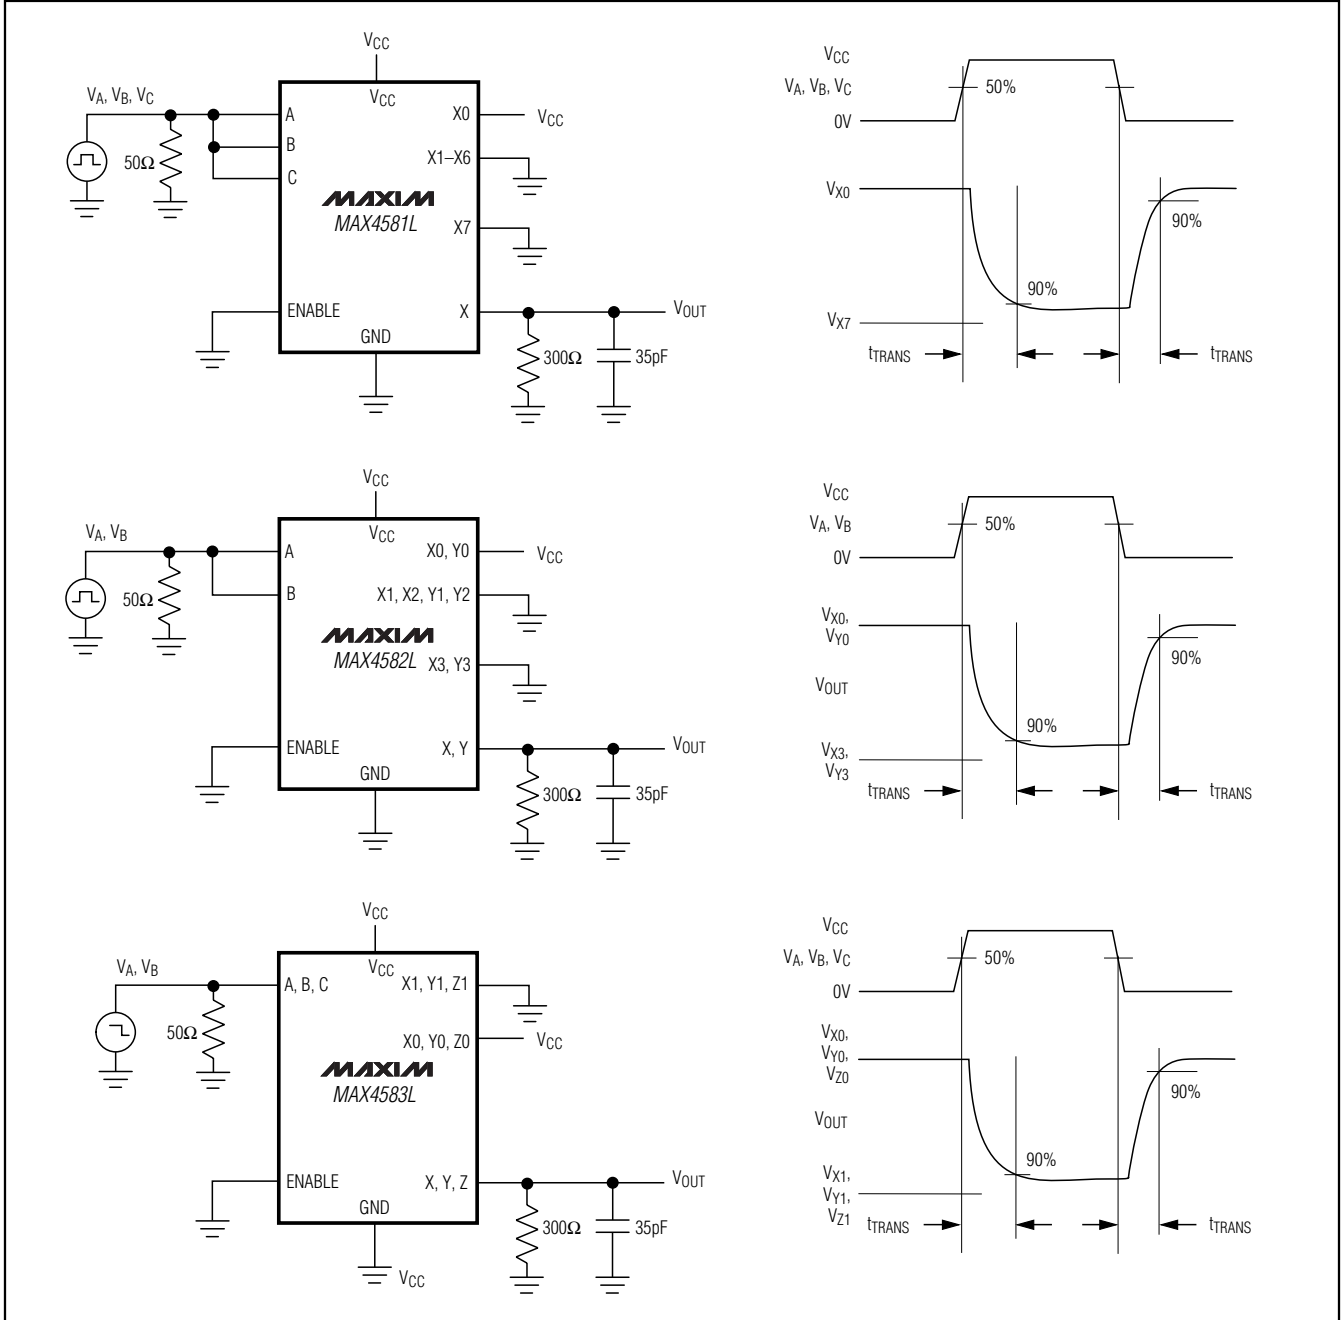 VCC
VCC
VA, VB, VC
50Ω
A
B
C
X0
VCC
X1–X6
MAXIM
MAX4581L
X7
ENABLE
X
VOUT
GND
300Ω
35pF
VCC
VA, VB, VC
50%
0V
VX0
90%
90%
VX7
tTRANS
tTRANS
VCC
VCC
VA, VB
50Ω
A
B
X0, Y0
VCC
X1, X2, Y1, Y2
MAXIM
MAX4582L
X3, Y3
ENABLE
X, Y
VOUT
GND
300Ω
35pF
VCC
VA, VB
50%
0V
VX0,
VY0
90%
VOUT
90%
VX3,
VY3
tTRANS
tTRANS
VCC
VCC
VA, VB
50Ω
A, B, C
X1, Y1, Z1
X0, Y0, Z0
VCC
MAXIM
MAX4583L
ENABLE
X, Y, Z
VOUT
GND
300Ω
35pF
VCC
VCC
VA, VB, VC
50%
0V
VX0,
VY0,
VZ0
90%
VOUT
90%
VX1,
VY1,
VZ1
tTRANS
tTRANS